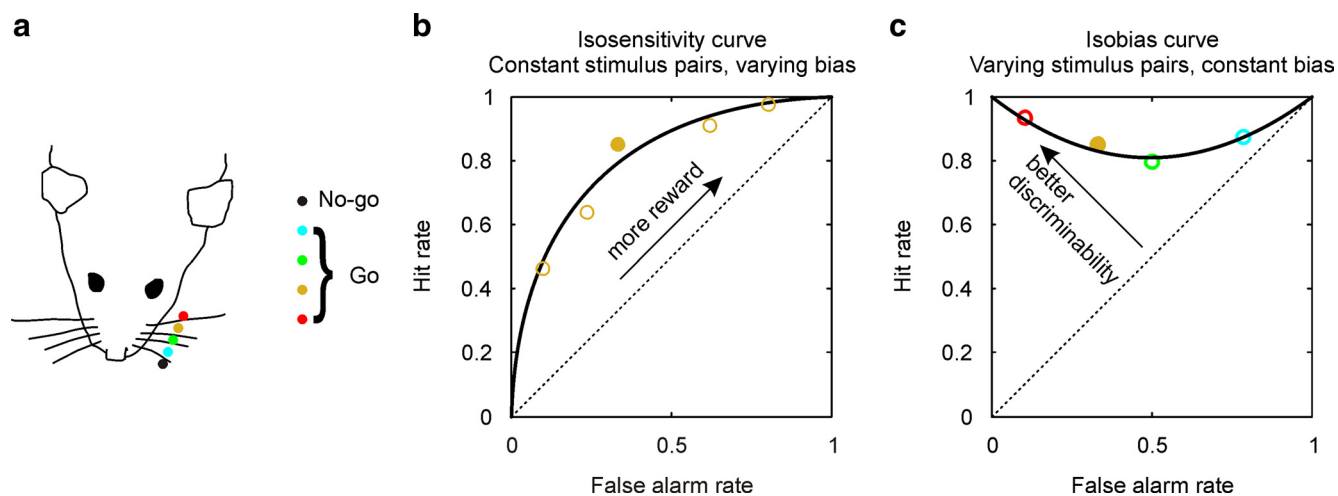 a
No-go
Go
b
Isosensitivity curve
Constant stimulus pairs, varying bias
1
0.8
0.6
0.4
0.2
0
Hit rate
more reward
0
0.5
1
False alarm rate
c
Isobias curve
Varying stimulus pairs, constant bias
1
0.8
0.6
0.4
0.2
0
Hit rate
better
discriminability
0
0.5
1
False alarm rate